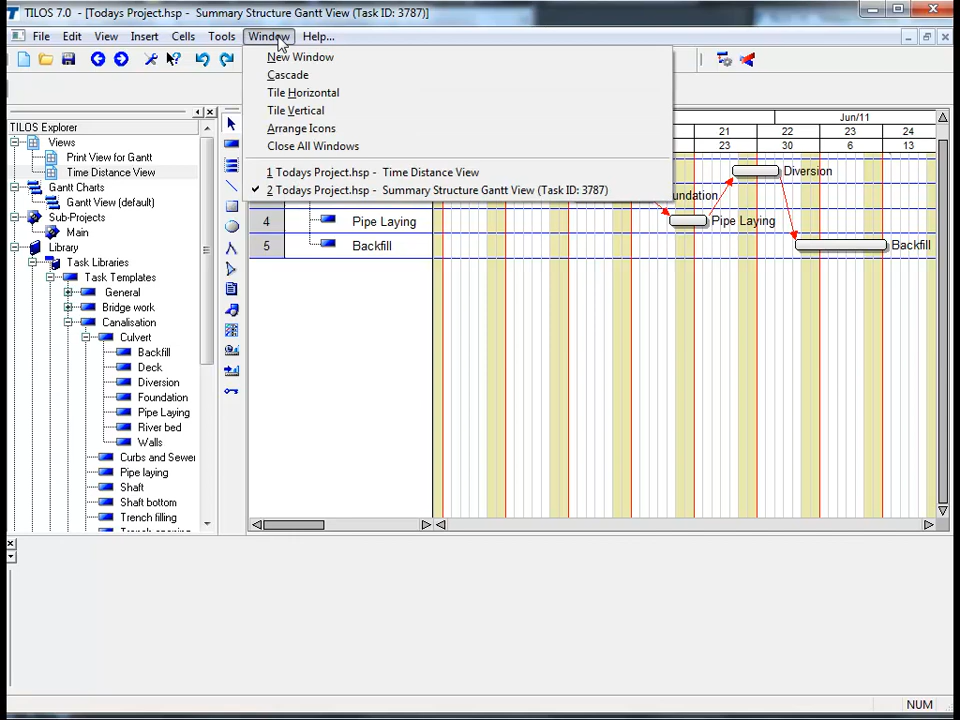 TILOS 7.0 - [Todays Project.hsp - Summary Structure Gantt View (Task ID: 3787)]
File Edit View Insert Cells Tools Window Help...
New Window
Cascade
Tile Horizontal
Tile Vertical
Arrange Icons
Close All Windows
1 Todays Project.hsp - Time Distance View
2 Todays Project.hsp - Summary Structure Gantt View (Task ID: 3787)
TILOS Explorer
Views
Print View for Gantt
Time Distance View
Gantt Charts
Gantt View (default)
Sub-Projects
Main
Library
Task Libraries
Task Templates
General
Bridge work
Canalisation
Culvert
Backfill
Deck
Diversion
Foundation
Pipe Laying
River bed
Walls
Curbs and Sewer
Pipe laying
Shaft
Shaft bottom
Trench filling
Jun/11
21 22 23 24
23 30 6 13
Diversion
undation
4 Pipe Laying
Pipe Laying
5 Backfill
Backfill
NUM